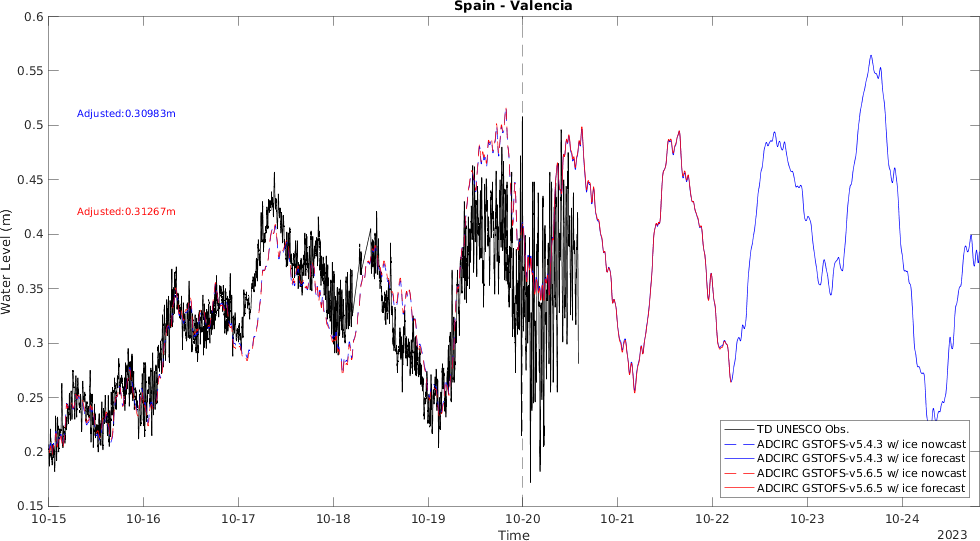 Spain - Valencia
0.6
0.55
0.5
0.45
0.4
0.35
0.3
0.25
0.2
0.15
Water Level (m)
Adjusted:0.30983m
Adjusted:0.31267m
TD UNESCO Obs.
ADCIRC GSTOFS-v5.4.3 w/ ice nowcast
ADCIRC GSTOFS-v5.4.3 w/ ice forecast
ADCIRC GSTOFS-v5.6.5 w/ ice nowcast
ADCIRC GSTOFS-v5.6.5 w/ ice forecast
10-15 10-16 10-17 10-18 10-19 10-20 10-21 10-22 10-23 10-24
Time
2023